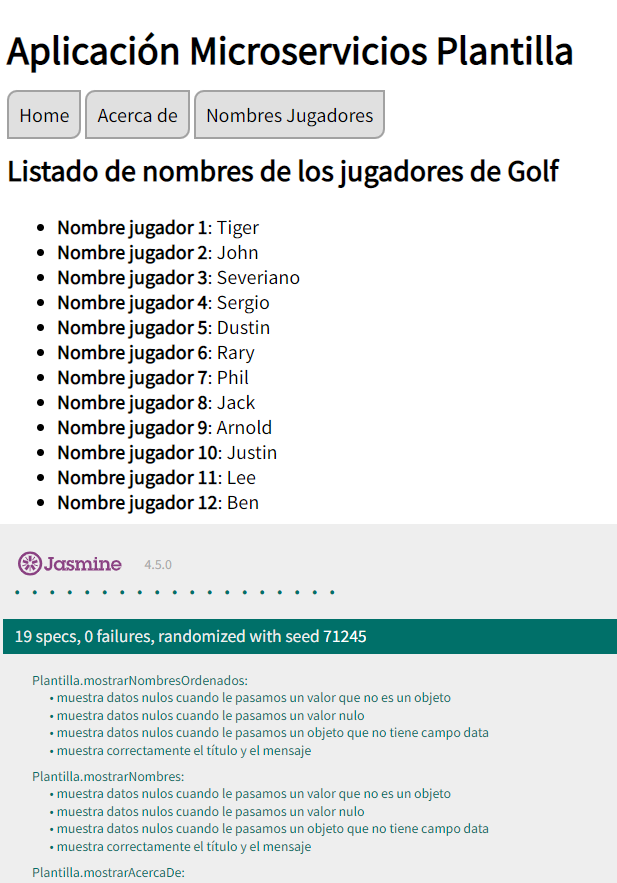 Aplicación Microservicios Plantilla
Home
Acerca de
Nombres Jugadores
Listado de nombres de los jugadores de Golf
• Nombre jugador 1: Tiger
• Nombre jugador 2: John
• Nombre jugador 3: Severiano
• Nombre jugador 4: Sergio
• Nombre jugador 5: Dustin
• Nombre jugador 6: Rary
• Nombre jugador 7: Phil
• Nombre jugador 8: Jack
• Nombre jugador 9: Arnold
• Nombre jugador 10: Justin
• Nombre jugador 11: Lee
• Nombre jugador 12: Ben
Jasmine 4.5.0
19 specs, 0 failures, randomized with seed 71245
Plantilla.mostrarNombresOrdenados:
• muestra datos nulos cuando le pasamos un valor que no es un objeto
• muestra datos nulos cuando le pasamos un valor nulo
• muestra datos nulos cuando le pasamos un objeto que no tiene campo data
• muestra correctamente el título y el mensaje
Plantilla.mostrarNombres:
• muestra datos nulos cuando le pasamos un valor que no es un objeto
• muestra datos nulos cuando le pasamos un valor nulo
• muestra datos nulos cuando le pasamos un objeto que no tiene campo data
• muestra correctamente el título y el mensaje
Plantilla.mostrarAcercaDe: